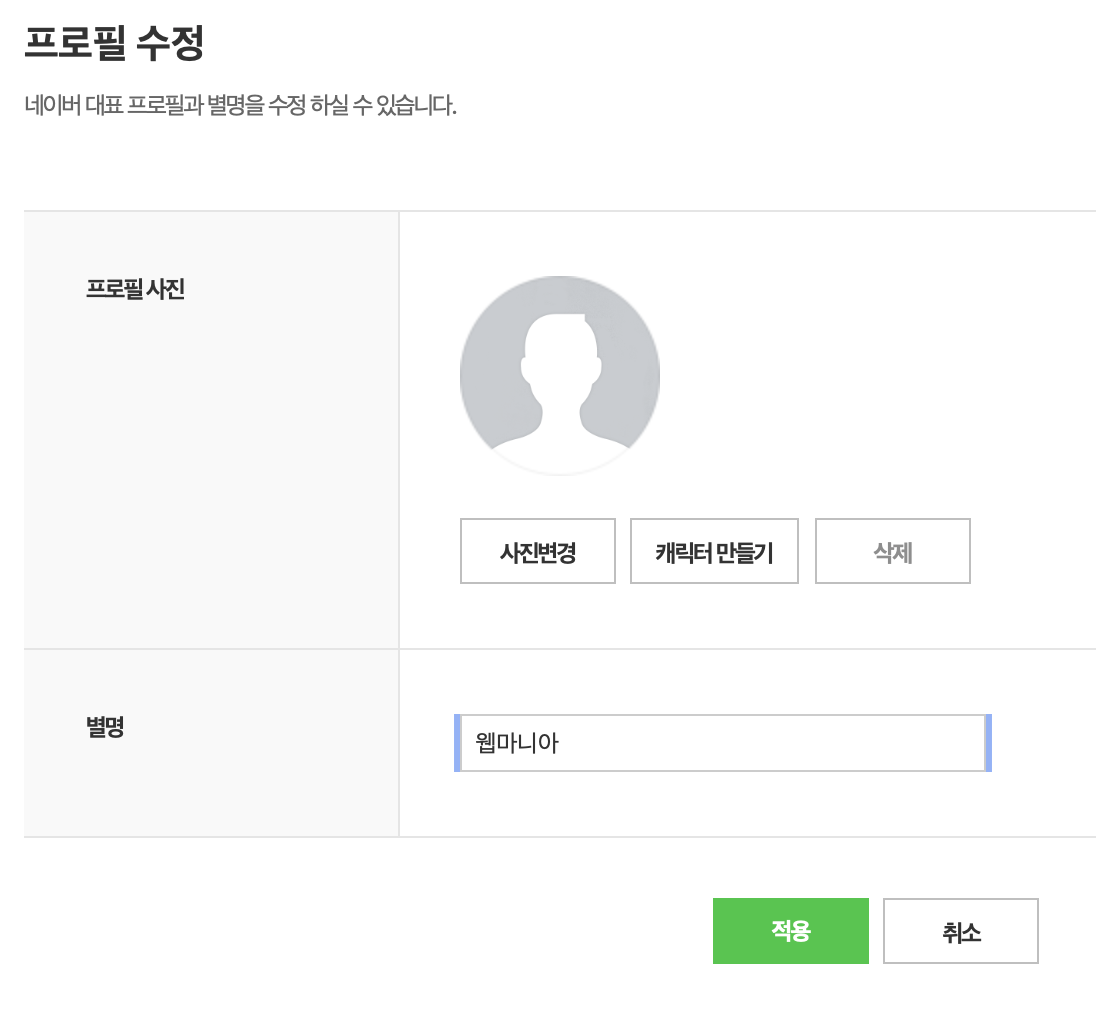 프로필 수정
네이버 대표 프로필과 별명을 수정 하실 수 있습니다.
프로필 사진
사진변경 캐릭터 만들기 삭제
별명
웹마니아
적용 취소